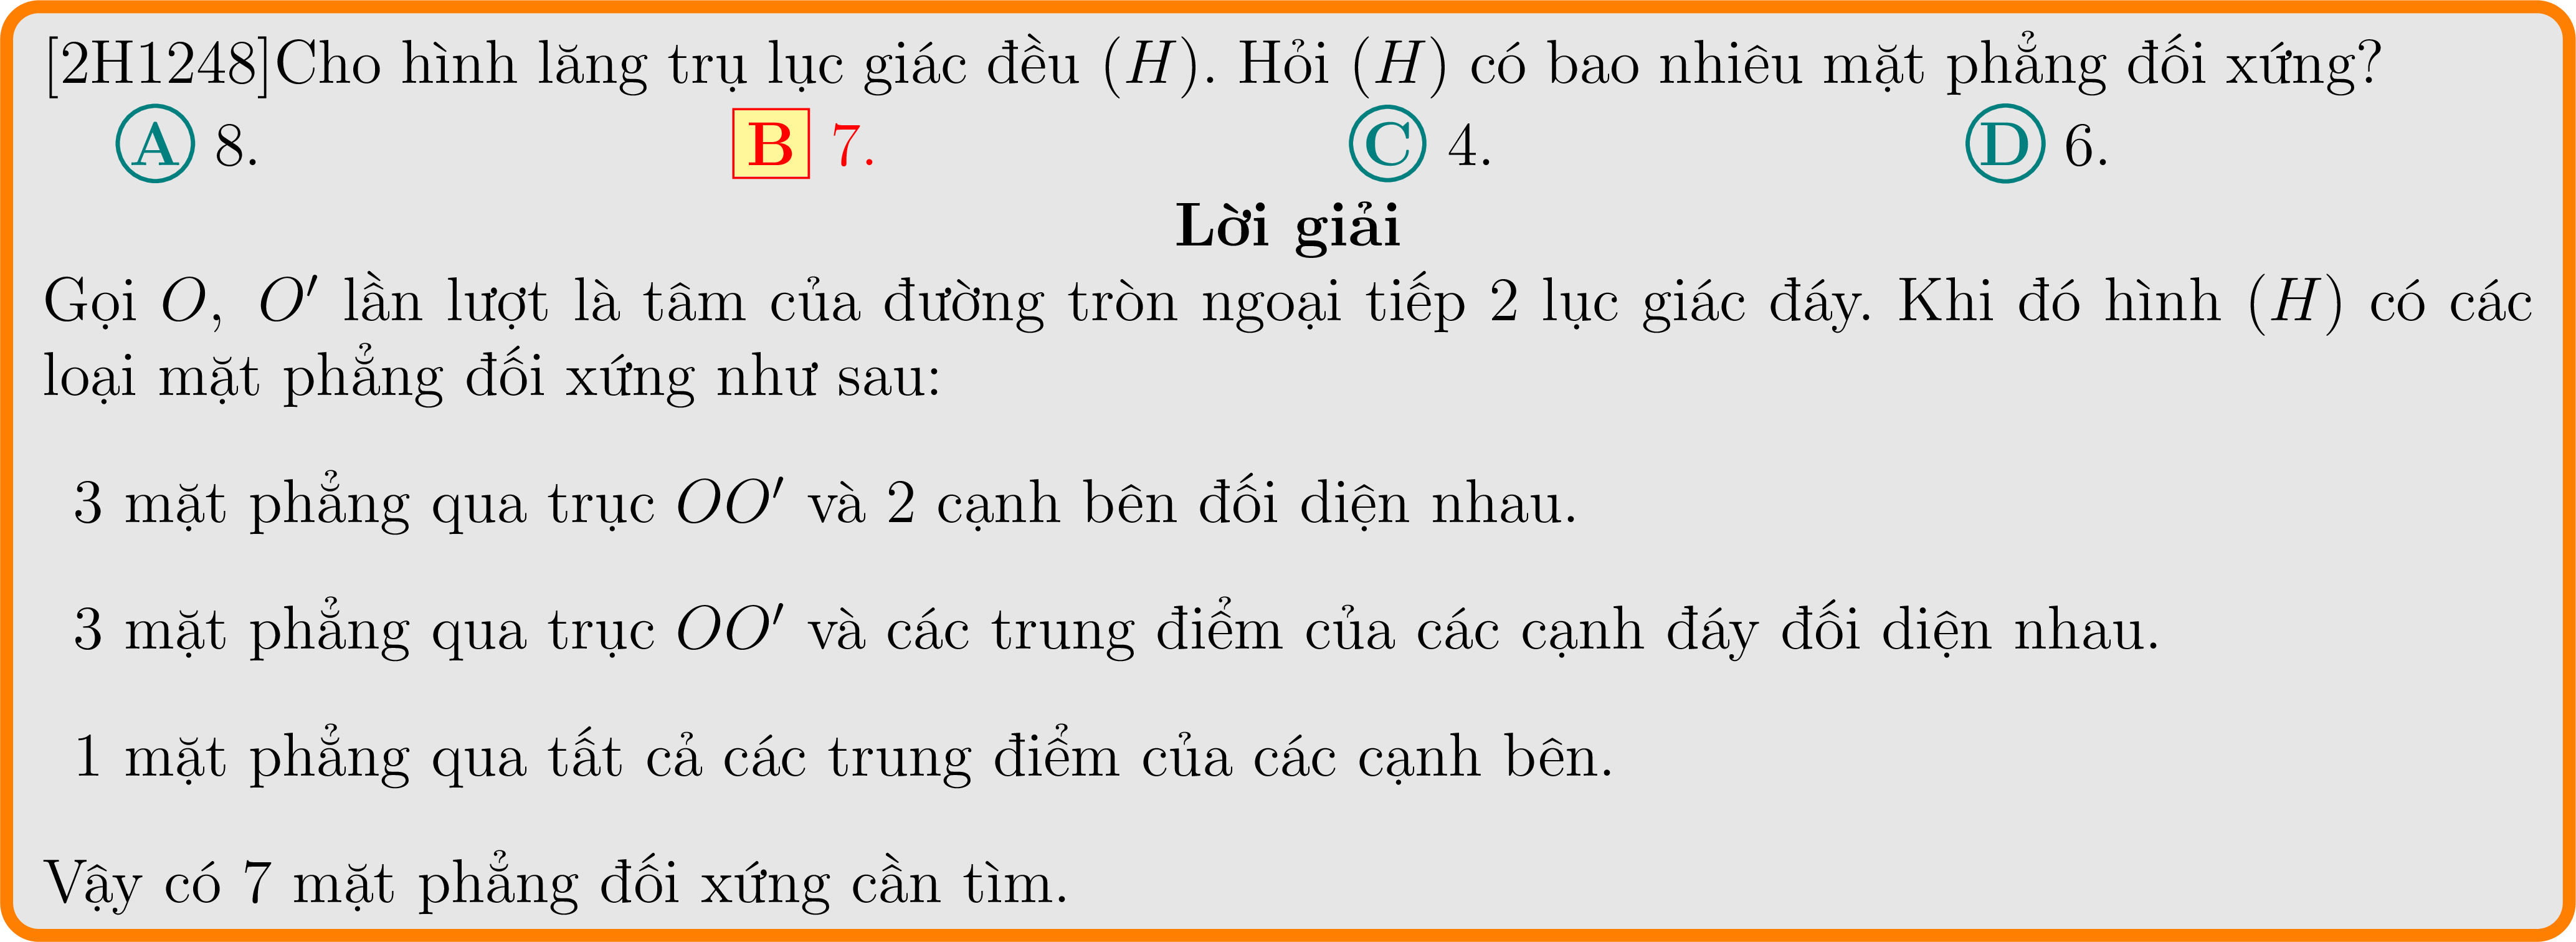 [2H1248]Cho hình lăng trụ lục giác đều (H). Hỏi (H) có bao nhiêu mặt phẳng đối xứng?
A 8. B 7. C 4. D 6.
Lời giải
Gọi O, O′ lần lượt là tâm của đường tròn ngoại tiếp 2 lục giác đáy. Khi đó hình (H) có các
loại mặt phẳng đối xứng như sau:
3 mặt phẳng qua trục OO′ và 2 cạnh bên đối diện nhau.
3 mặt phẳng qua trục OO′ và các trung điểm của các cạnh đáy đối diện nhau.
1 mặt phẳng qua tất cả các trung điểm của các cạnh bên.
Vậy có 7 mặt phẳng đối xứng cần tìm.